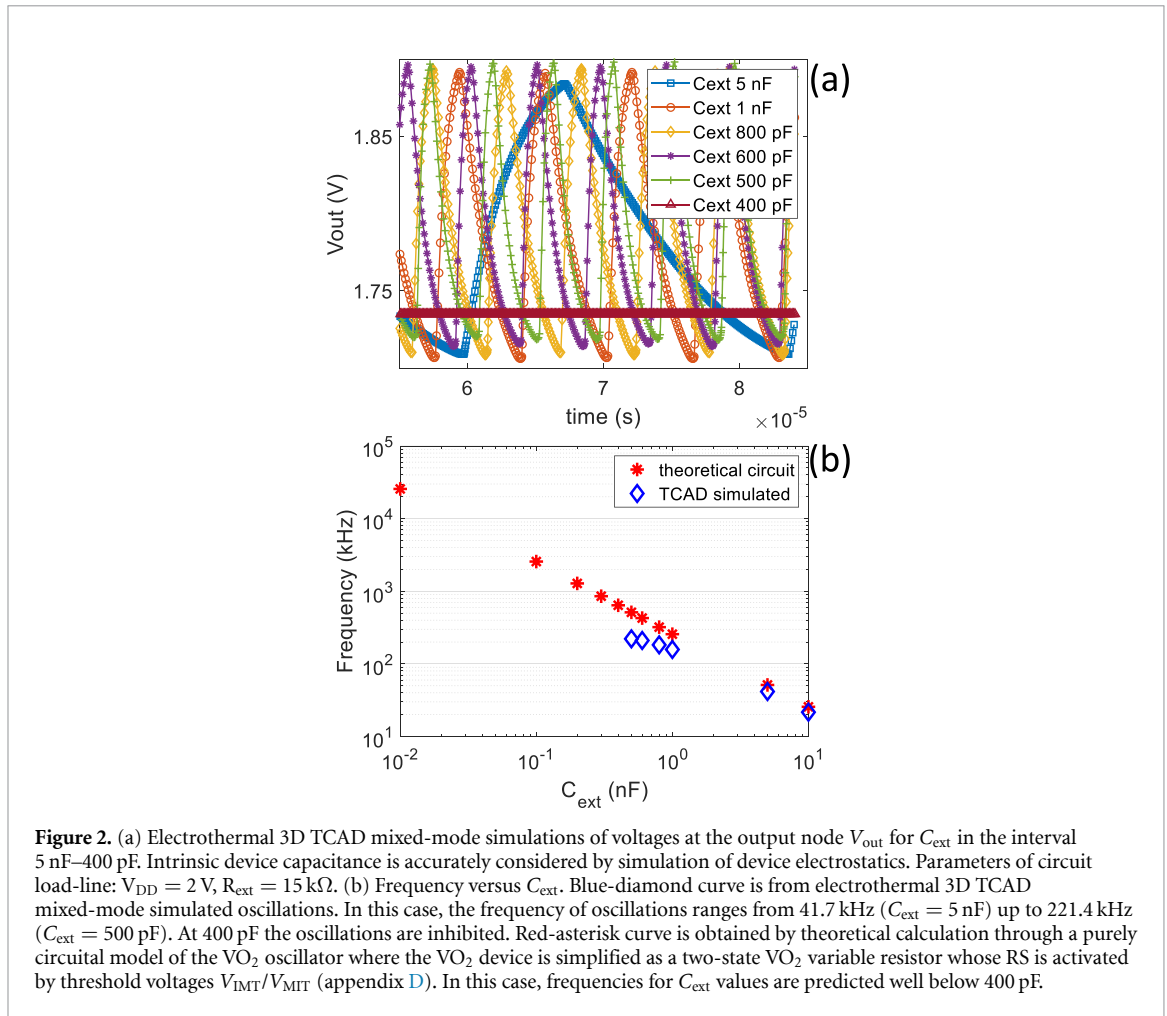 (a)
Cext 5 nF
Cext 1 nF
Cext 800 pF
Cext 600 pF
Cext 500 pF
Cext 400 pF
1.85
1.75
Vout (V)
6 7 8
time (s) ×10⁻⁵
(b)
theoretical circuit
TCAD simulated
10⁵
10⁴
10³
10²
10¹
Frequency (kHz)
10⁻² 10⁻¹ 10⁰ 10¹
C_ext (nF)
Figure 2. (a) Electrothermal 3D TCAD mixed-mode simulations of voltages at the output node V_out for C_ext in the interval
5 nF–400 pF. Intrinsic device capacitance is accurately considered by simulation of device electrostatics. Parameters of circuit
load-line: V_DD = 2 V, R_ext = 15 kΩ. (b) Frequency versus C_ext. Blue-diamond curve is from electrothermal 3D TCAD
mixed-mode simulated oscillations. In this case, the frequency of oscillations ranges from 41.7 kHz (C_ext = 5 nF) up to 221.4 kHz
(C_ext = 500 pF). At 400 pF the oscillations are inhibited. Red-asterisk curve is obtained by theoretical calculation through a purely
circuital model of the VO₂ oscillator where the VO₂ device is simplified as a two-state VO₂ variable resistor whose RS is activated
by threshold voltages V_IMT/V_MIT (appendix D). In this case, frequencies for C_ext values are predicted well below 400 pF.